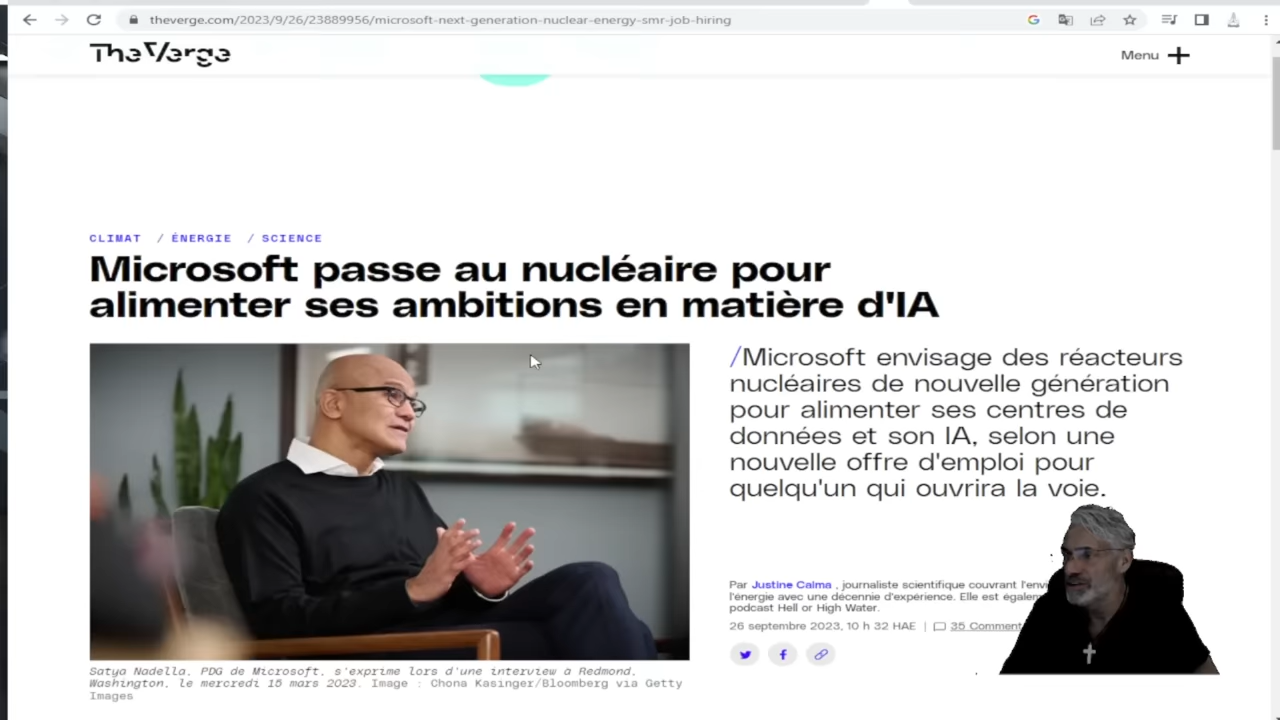 theverge.com/2023/9/26/23889956/microsoft-next-generation-nuclear-energy-smr-job-hiring
The Verge
Menu
CLIMAT / ÉNERGIE / SCIENCE
Microsoft passe au nucléaire pour
alimenter ses ambitions en matière d'IA
/Microsoft envisage des réacteurs
nucléaires de nouvelle génération
pour alimenter ses centres de
données et son IA, selon une
nouvelle offre d'emploi pour
quelqu'un qui ouvrira la voie.
Par Justine Calma , journaliste scientifique couvrant
l'énergie avec une décennie d'expérience. Elle est
podcast Hell or High Water.
26 septembre 2023, 10 h 32 HAE | 35
Satya Nadella, PDG de Microsoft, s'exprime lors d'une interview à Redmond,
Washington, le mercredi 15 mars 2023. Image : Chona Kasinger/Bloomberg via Getty
Images